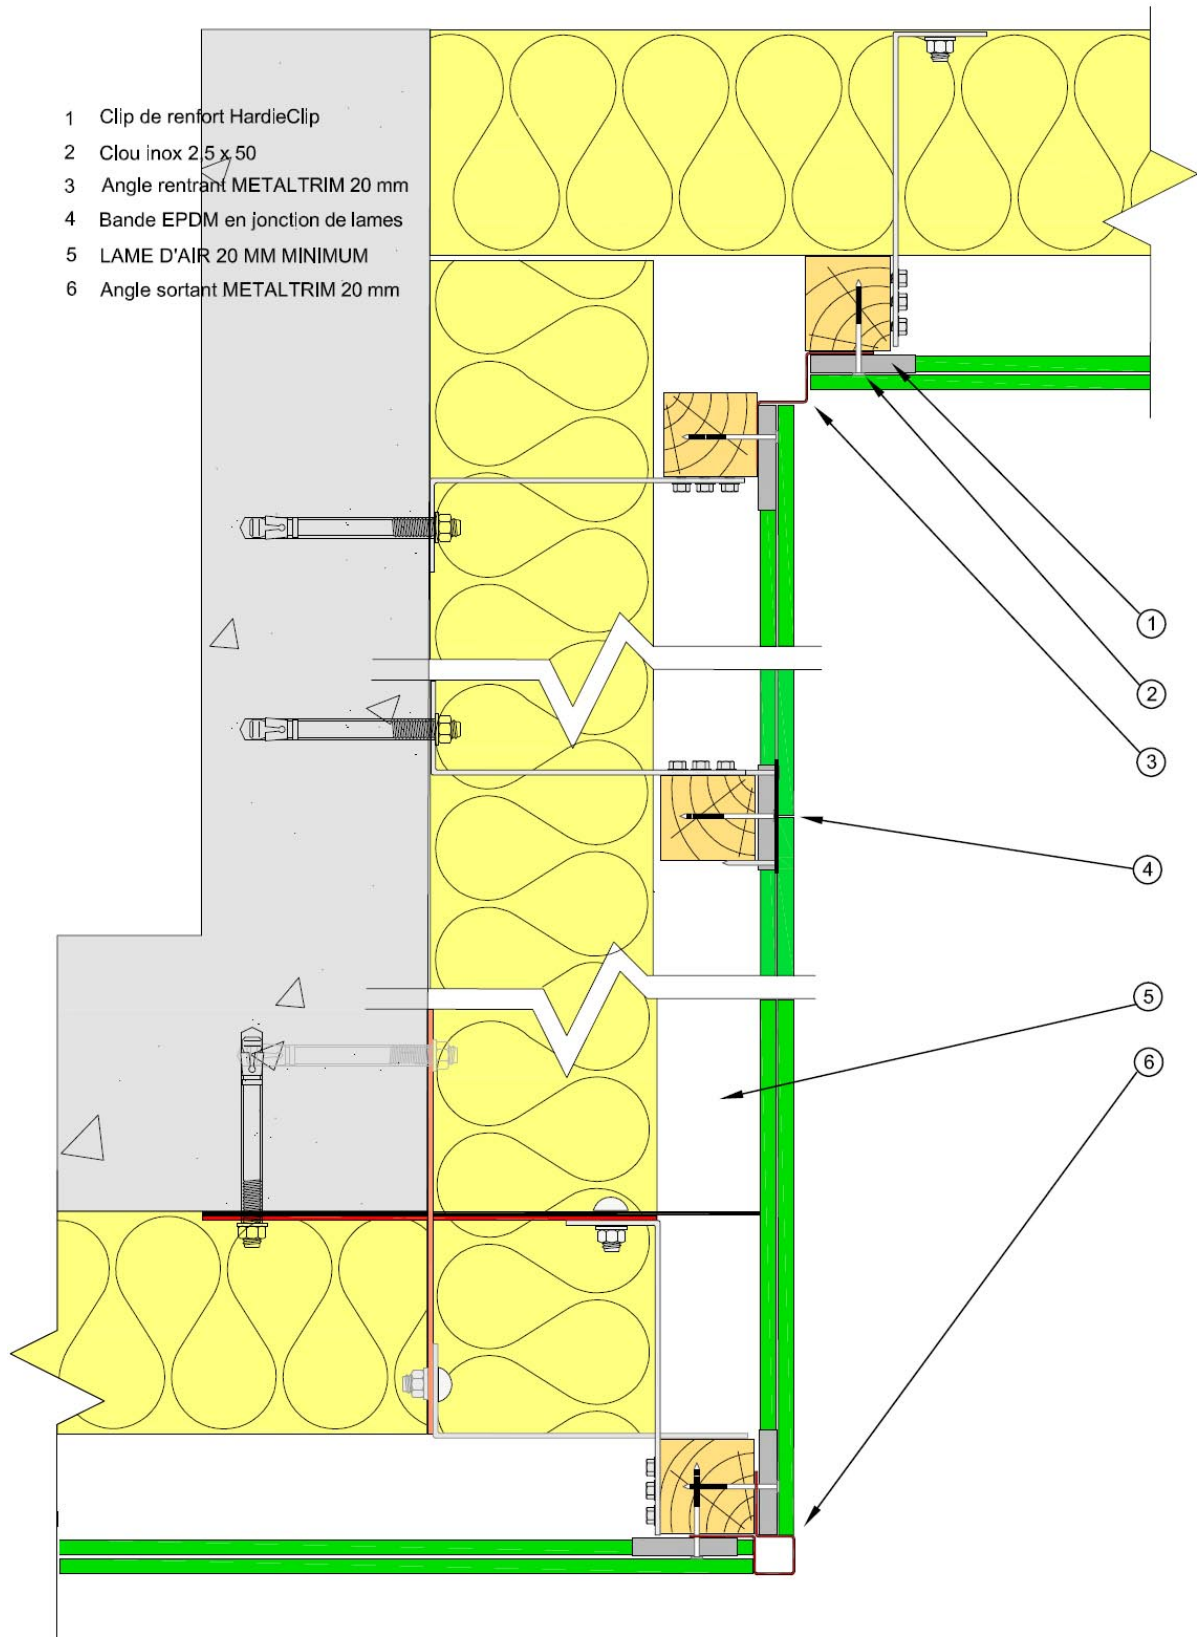 1 Clip de renfort HardieClip
2 Clou inox 2,5 x 50
3 Angle rentrant METALTRIM 20 mm
4 Bande EPDM en jonction de lames
5 LAME D'AIR 20 MM MINIMUM
6 Angle sortant METALTRIM 20 mm
1
2
3
4
5
6